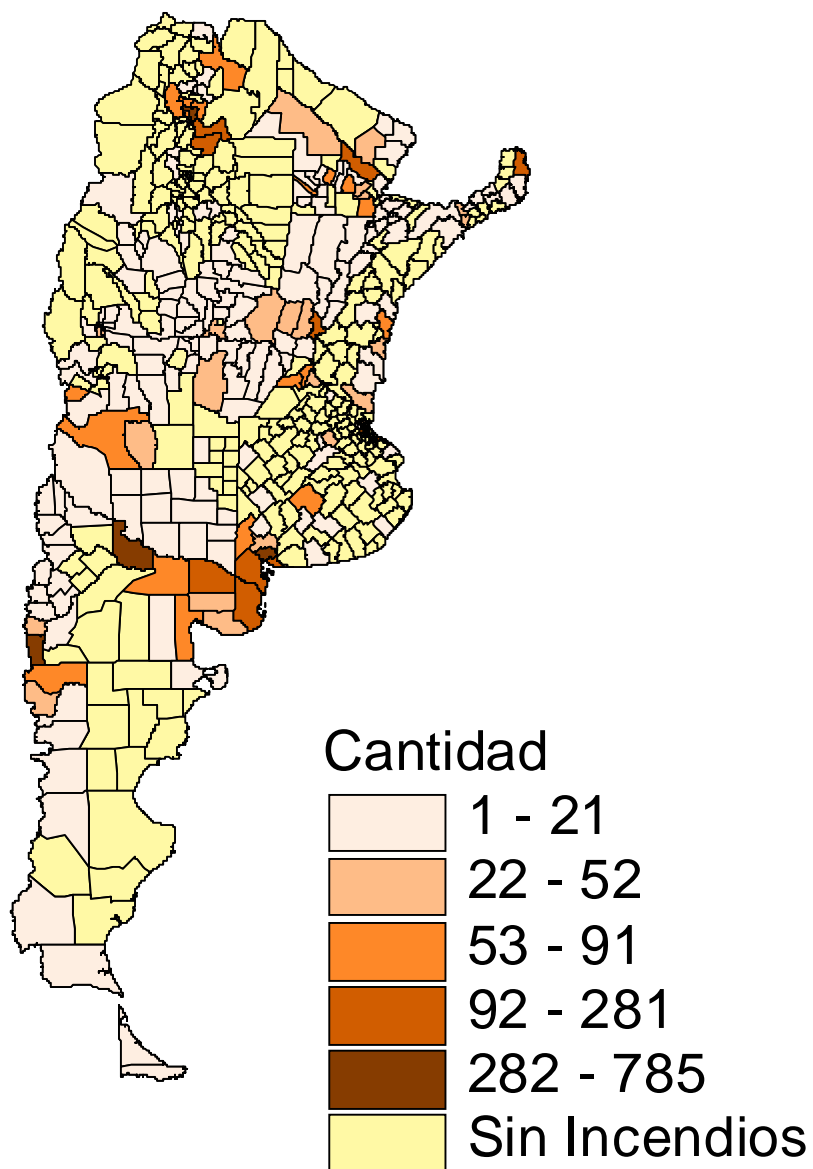 Cantidad
1 - 21
22 - 52
53 - 91
92 - 281
282 - 785
Sin Incendios